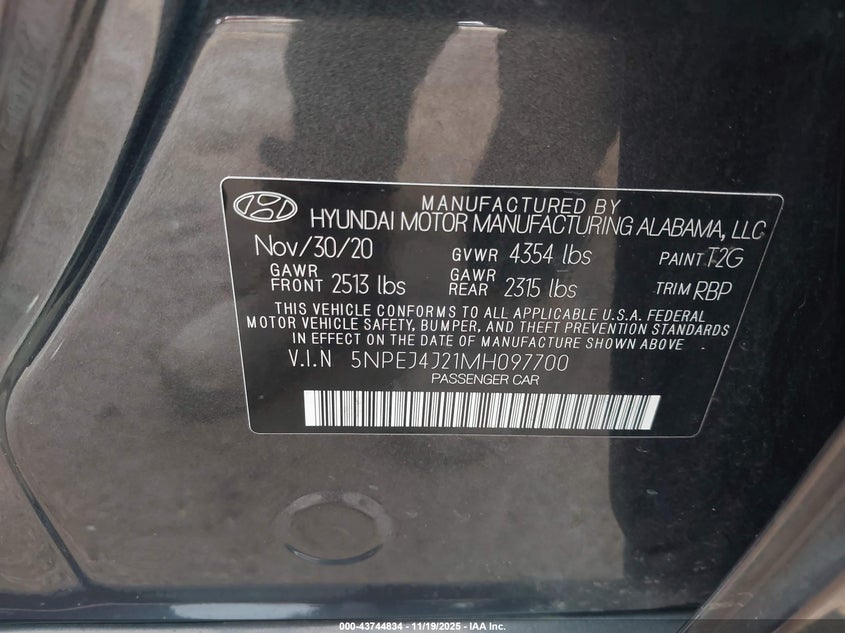 MANUFACTURED BY
HYUNDAI MOTOR MANUFACTURING ALABAMA, LLC
Nov/30/20 GVWR 4354 lbs PAINT T2G
GAWR FRONT 2513 lbs GAWR REAR 2315 lbs TRIM RBP
THIS VEHICLE CONFORMS TO ALL APPLICABLE U.S.A. FEDERAL
MOTOR VEHICLE SAFETY, BUMPER, AND THEFT PREVENTION STANDARDS
IN EFFECT ON THE DATE OF MANUFACTURE SHOWN ABOVE
V.I.N 5NPEJ4J21MH097700
PASSENGER CAR
000-43744834 - 11/19/2025 - IAA Inc.